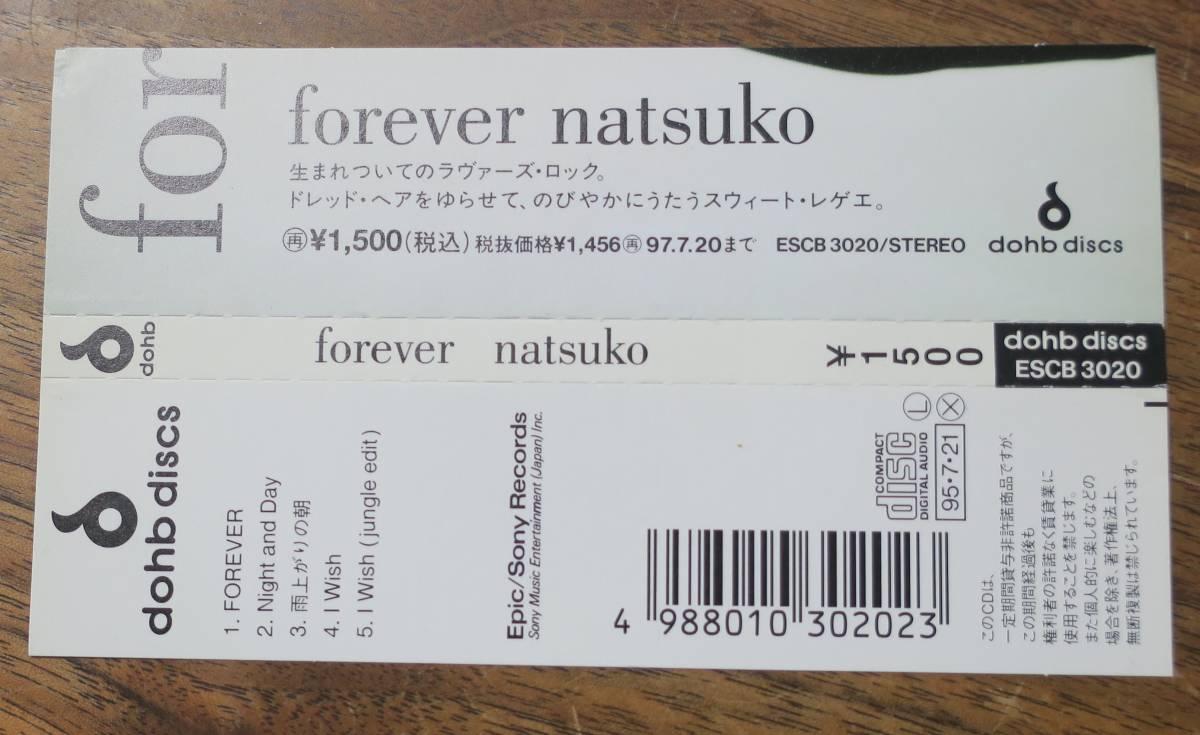 for
forever natsuko
生まれついてのラヴァーズ・ロック。
ドレッド・ヘアをゆらせて、のびやかにうたうスウィート・レゲエ。
再¥1,500(税込) 税抜価格¥1,456 再97.7.20まで ESCB 3020/STEREO
dohb discs
dohb
forever natsuko
¥1500
dohb discs
ESCB 3020
dohb discs
1. FOREVER
2. Night and Day
3. 雨上がりの朝
4. I Wish
5. I Wish (jungle edit)
Epic/Sony Records
Sony Music Entertainment (Japan) Inc.
4 988010 302023
COMPACT
disc
DIGITAL AUDIO
L
X
95・7・21
このCDは、
一定期間貸与非許諾商品ですが、
この期間経過後も
権利者の許諾なく賃貸業に
使用することを禁じます。
また個人的に楽しむなどの
場合を除き、著作権法上、
無断複製は禁じられています。